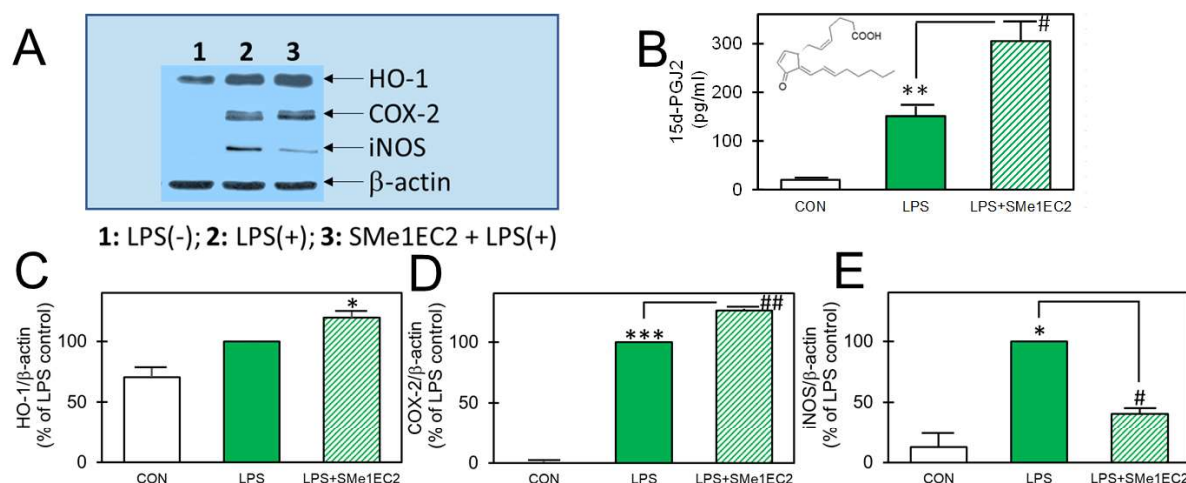 A
1 2 3
HO-1
COX-2
iNOS
β-actin
1: LPS(-); 2: LPS(+); 3: SMe1EC2 + LPS(+)
B
15d-PGJ2
(pg/ml)
300
200
100
0
COOH
O
**
#
CON LPS LPS+SMe1EC2
C
HO-1/β-actin
(% of LPS control)
100
50
0
*
CON LPS LPS+SMe1EC2
D
COX-2/β-actin
(% of LPS control)
100
50
0
***
##
CON LPS LPS+SMe1EC2
E
iNOS/β-actin
(% of LPS control)
100
50
0
*
#
CON LPS LPS+SMe1EC2